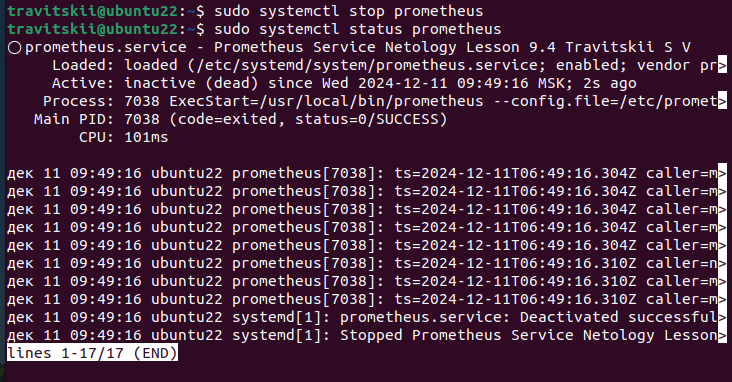 travitskii@ubuntu22:~$ sudo systemctl stop prometheus
travitskii@ubuntu22:~$ sudo systemctl status prometheus
○ prometheus.service - Prometheus Service Netology Lesson 9.4 Travitskii S V
Loaded: loaded (/etc/systemd/system/prometheus.service; enabled; vendor pr>
Active: inactive (dead) since Wed 2024-12-11 09:49:16 MSK; 2s ago
Process: 7038 ExecStart=/usr/local/bin/prometheus --config.file=/etc/promet>
Main PID: 7038 (code=exited, status=0/SUCCESS)
CPU: 101ms
дек 11 09:49:16 ubuntu22 prometheus[7038]: ts=2024-12-11T06:49:16.304Z caller=m>
дек 11 09:49:16 ubuntu22 prometheus[7038]: ts=2024-12-11T06:49:16.304Z caller=m>
дек 11 09:49:16 ubuntu22 prometheus[7038]: ts=2024-12-11T06:49:16.304Z caller=m>
дек 11 09:49:16 ubuntu22 prometheus[7038]: ts=2024-12-11T06:49:16.304Z caller=m>
дек 11 09:49:16 ubuntu22 prometheus[7038]: ts=2024-12-11T06:49:16.304Z caller=m>
дек 11 09:49:16 ubuntu22 prometheus[7038]: ts=2024-12-11T06:49:16.310Z caller=n>
дек 11 09:49:16 ubuntu22 prometheus[7038]: ts=2024-12-11T06:49:16.310Z caller=m>
дек 11 09:49:16 ubuntu22 prometheus[7038]: ts=2024-12-11T06:49:16.310Z caller=m>
дек 11 09:49:16 ubuntu22 systemd[1]: prometheus.service: Deactivated successful>
дек 11 09:49:16 ubuntu22 systemd[1]: Stopped Prometheus Service Netology Lesson>
lines 1-17/17 (END)